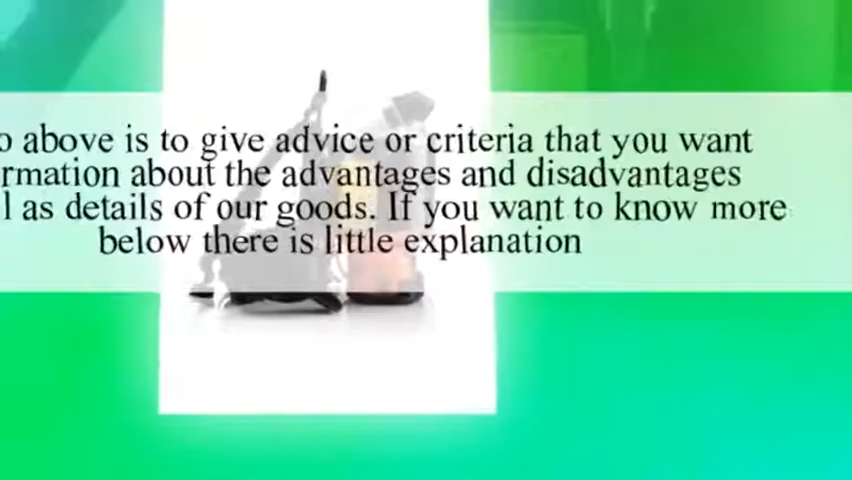 above is to give advice or criteria that you want
about the advantages and disadvantages
as details of our goods. If you want to know more
below there is little explanation